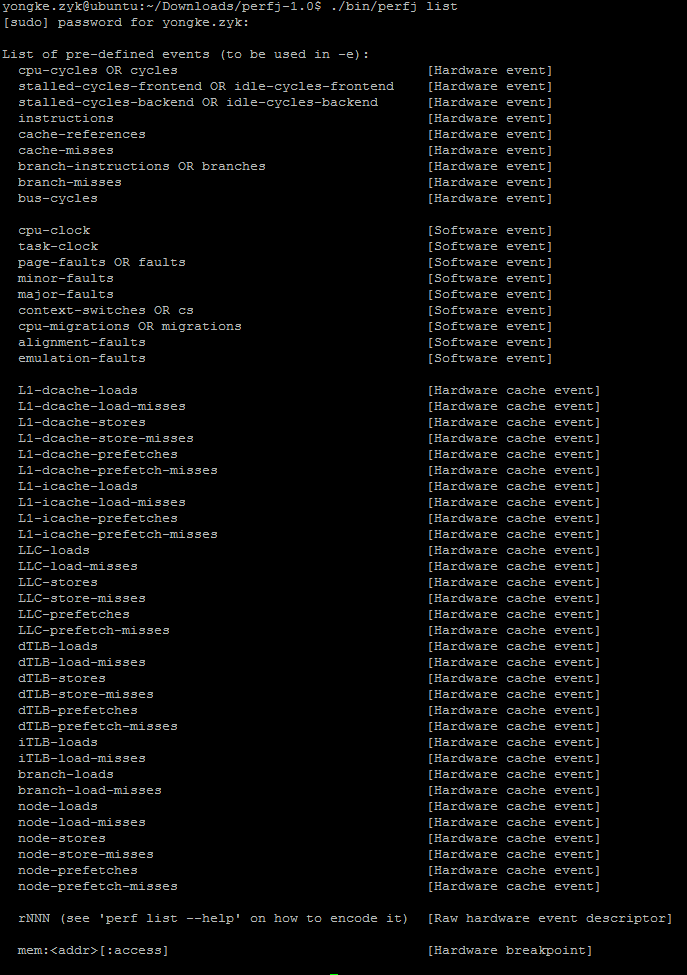 yongke.zyk@ubuntu:~/Downloads/perfj-1.0$ ./bin/perfj list
[sudo] password for yongke.zyk:

List of pre-defined events (to be used in -e):
  cpu-cycles OR cycles                               [Hardware event]
  stalled-cycles-frontend OR idle-cycles-frontend    [Hardware event]
  stalled-cycles-backend OR idle-cycles-backend      [Hardware event]
  instructions                                       [Hardware event]
  cache-references                                   [Hardware event]
  cache-misses                                       [Hardware event]
  branch-instructions OR branches                    [Hardware event]
  branch-misses                                      [Hardware event]
  bus-cycles                                         [Hardware event]

  cpu-clock                                          [Software event]
  task-clock                                         [Software event]
  page-faults OR faults                              [Software event]
  minor-faults                                       [Software event]
  major-faults                                       [Software event]
  context-switches OR cs                             [Software event]
  cpu-migrations OR migrations                       [Software event]
  alignment-faults                                   [Software event]
  emulation-faults                                   [Software event]

  L1-dcache-loads                                    [Hardware cache event]
  L1-dcache-load-misses                              [Hardware cache event]
  L1-dcache-stores                                   [Hardware cache event]
  L1-dcache-store-misses                             [Hardware cache event]
  L1-dcache-prefetches                               [Hardware cache event]
  L1-dcache-prefetch-misses                          [Hardware cache event]
  L1-icache-loads                                    [Hardware cache event]
  L1-icache-load-misses                              [Hardware cache event]
  L1-icache-prefetches                               [Hardware cache event]
  L1-icache-prefetch-misses                          [Hardware cache event]
  LLC-loads                                          [Hardware cache event]
  LLC-load-misses                                    [Hardware cache event]
  LLC-stores                                         [Hardware cache event]
  LLC-store-misses                                   [Hardware cache event]
  LLC-prefetches                                     [Hardware cache event]
  LLC-prefetch-misses                                [Hardware cache event]
  dTLB-loads                                         [Hardware cache event]
  dTLB-load-misses                                   [Hardware cache event]
  dTLB-stores                                        [Hardware cache event]
  dTLB-store-misses                                  [Hardware cache event]
  dTLB-prefetches                                    [Hardware cache event]
  dTLB-prefetch-misses                               [Hardware cache event]
  iTLB-loads                                         [Hardware cache event]
  iTLB-load-misses                                   [Hardware cache event]
  branch-loads                                       [Hardware cache event]
  branch-load-misses                                 [Hardware cache event]
  node-loads                                         [Hardware cache event]
  node-load-misses                                   [Hardware cache event]
  node-stores                                        [Hardware cache event]
  node-store-misses                                  [Hardware cache event]
  node-prefetches                                    [Hardware cache event]
  node-prefetch-misses                               [Hardware cache event]

  rNNN (see 'perf list --help' on how to encode it)  [Raw hardware event descriptor]

  mem:<addr>[:access]                                [Hardware breakpoint]